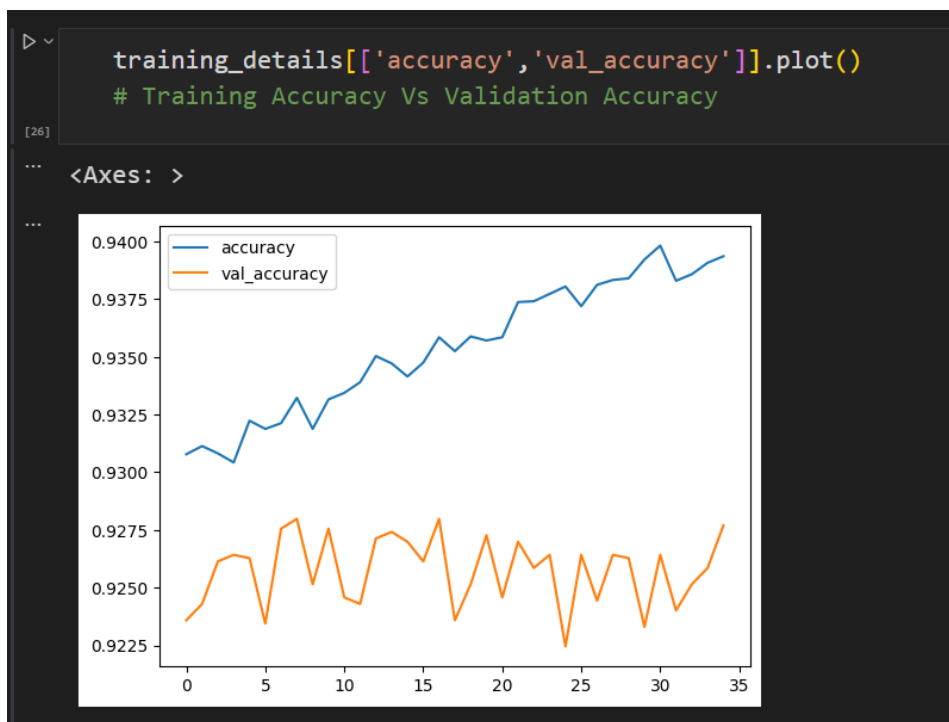 training_details[['accuracy','val_accuracy']].plot()
# Training Accuracy Vs Validation Accuracy
[26]
...
<Axes: >
...
accuracy
val_accuracy
0.9400
0.9375
0.9350
0.9325
0.9300
0.9275
0.9250
0.9225
0 5 10 15 20 25 30 35